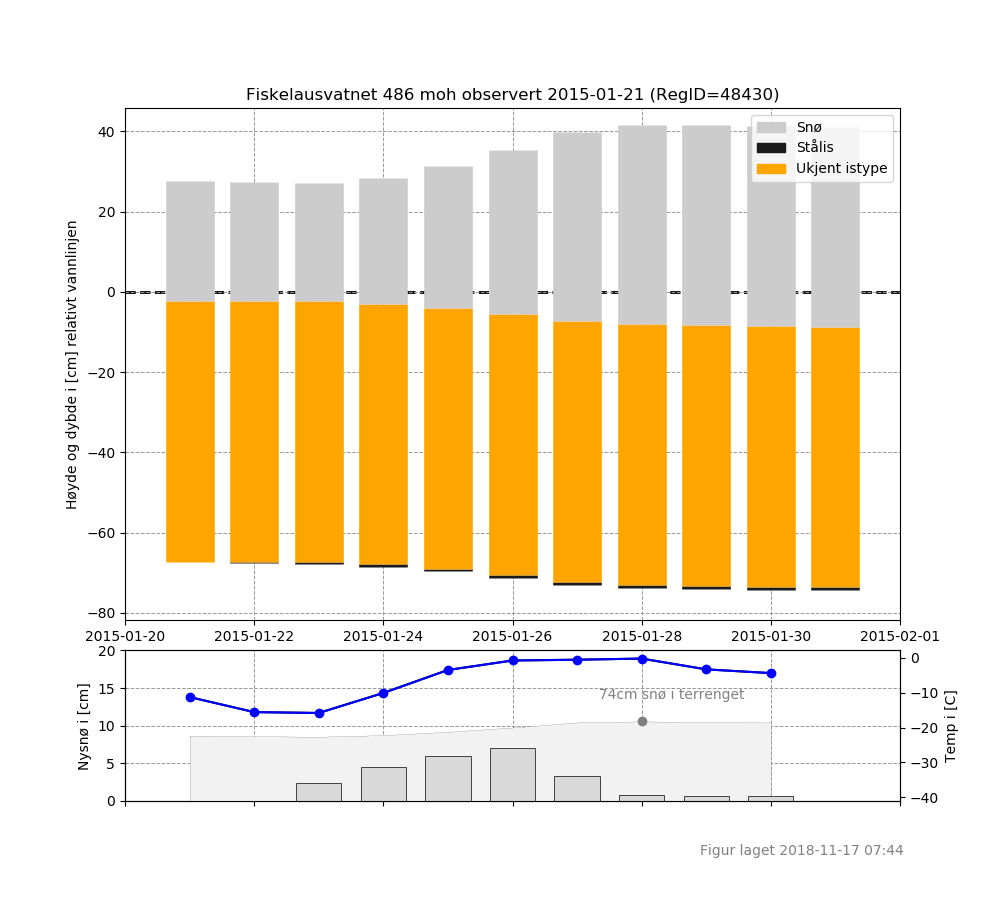 Fiskelausvatnet 486 moh observert 2015-01-21 (RegID=48430)
Snø
Stålis
Ukjent istype
Høyde og dybde i [cm] relativt vannlinjen
40
20
0
−20
−40
−60
−80
2015-01-20 2015-01-22 2015-01-24 2015-01-26 2015-01-28 2015-01-30 2015-02-01
Nysnø i [cm]
20
15
10
5
0
74cm snø i terrenget
0
−10
−20
−30
−40
Temp i [C]
Figur laget 2018-11-17 07:44